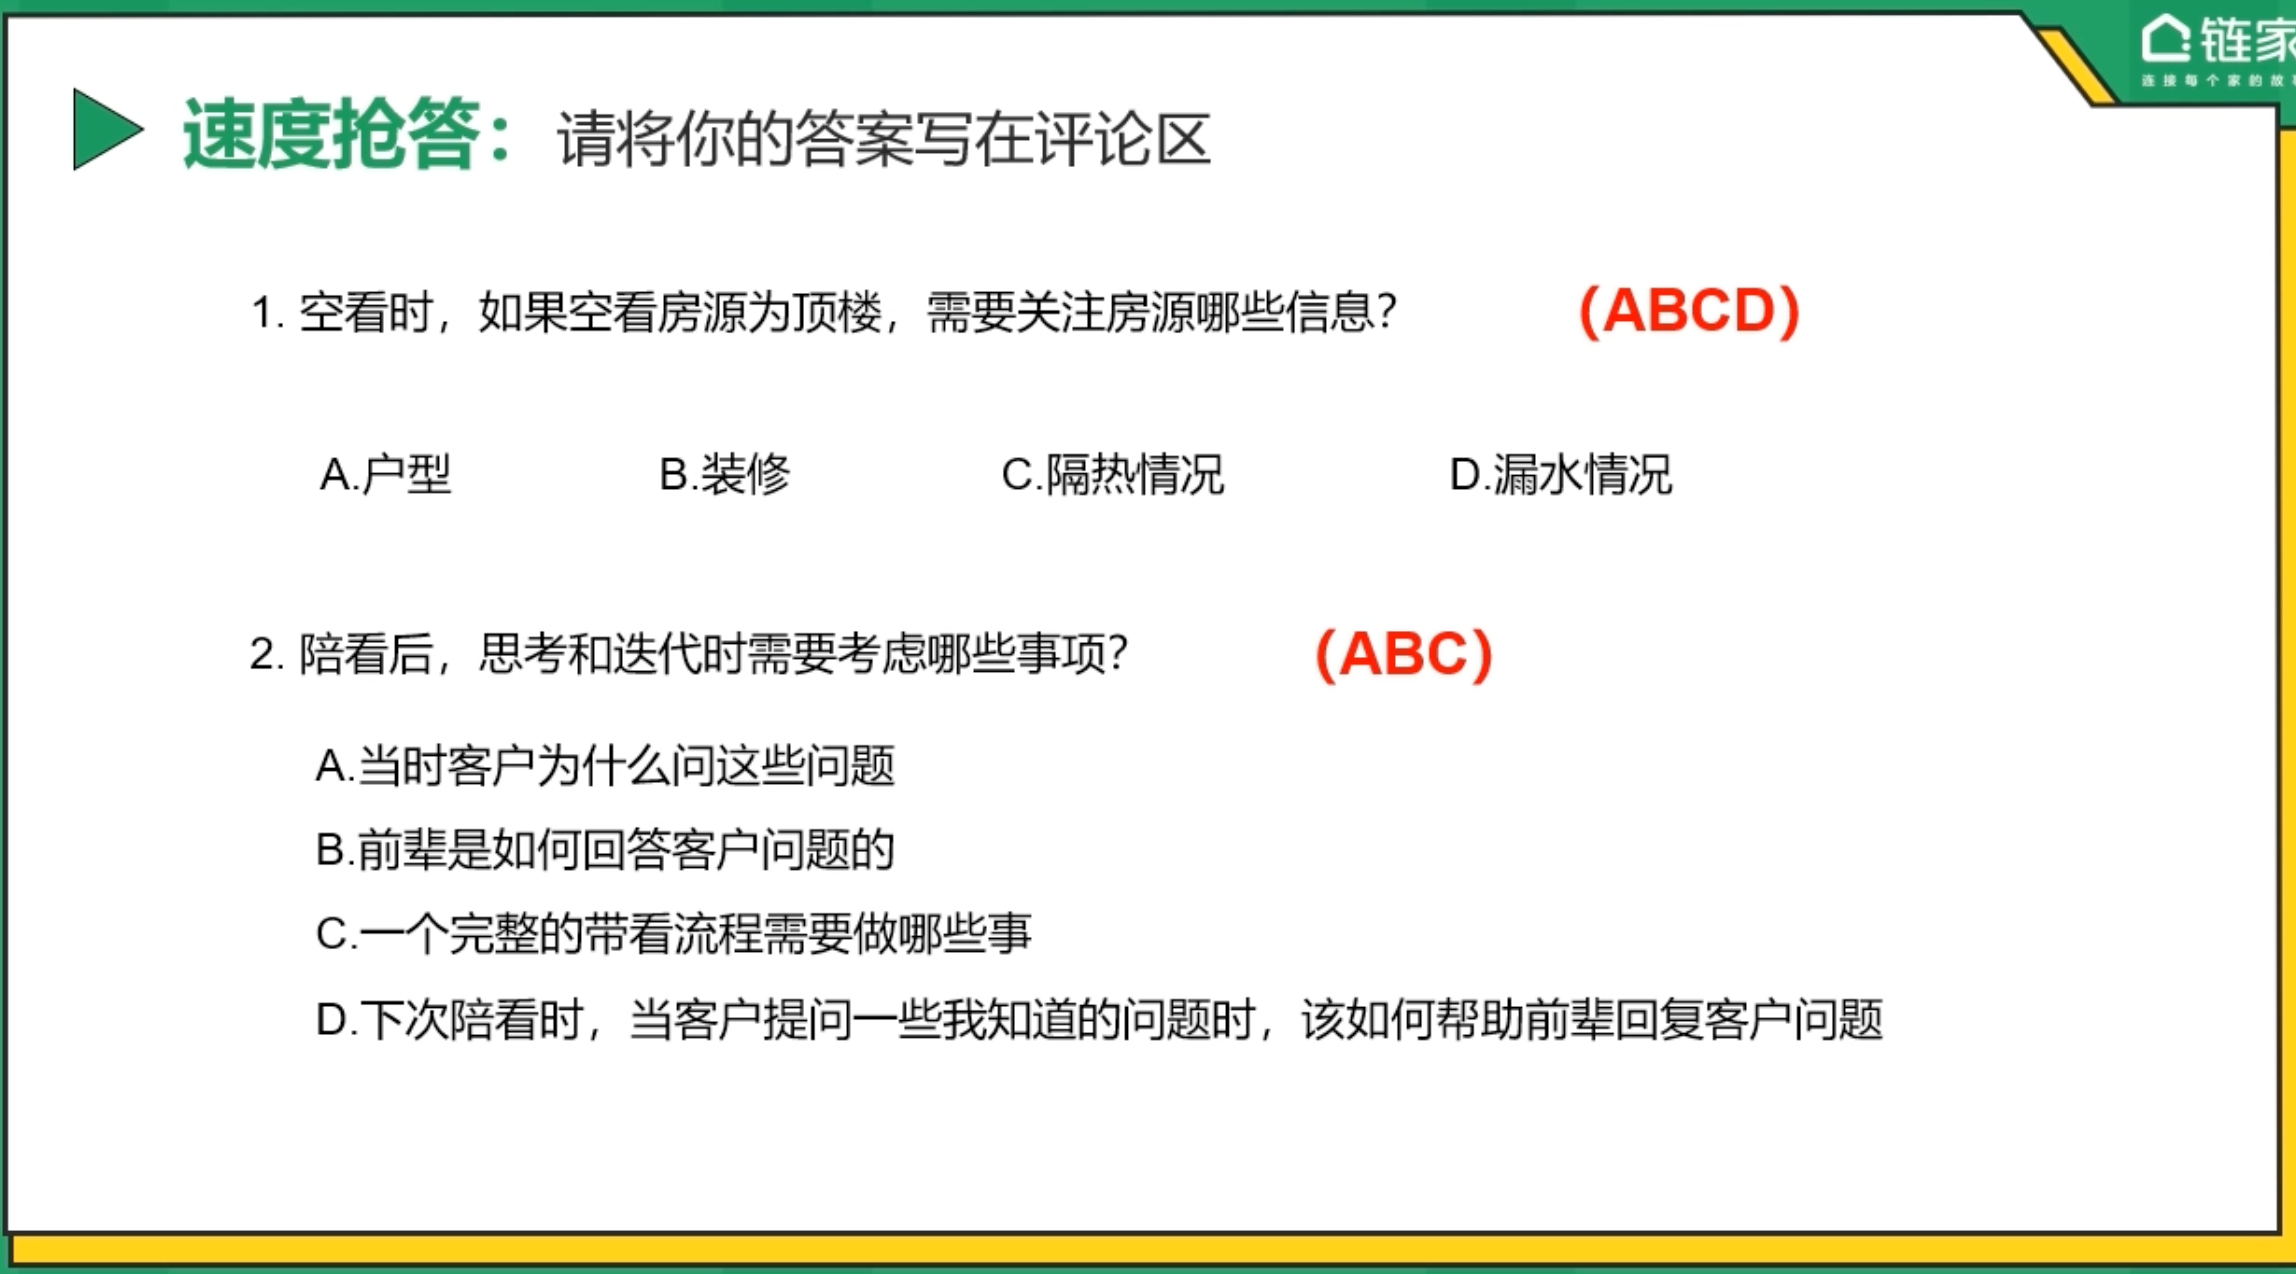 链家
连接每个家的故
速度抢答：请将你的答案写在评论区
1. 空看时，如果空看房源为顶楼，需要关注房源哪些信息？ （ABCD）
A.户型 B.装修 C.隔热情况 D.漏水情况
2. 陪看后，思考和迭代时需要考虑哪些事项？ （ABC）
A.当时客户为什么问这些问题
B.前辈是如何回答客户问题的
C.一个完整的带看流程需要做哪些事
D.下次陪看时，当客户提问一些我知道的问题时，该如何帮助前辈回复客户问题